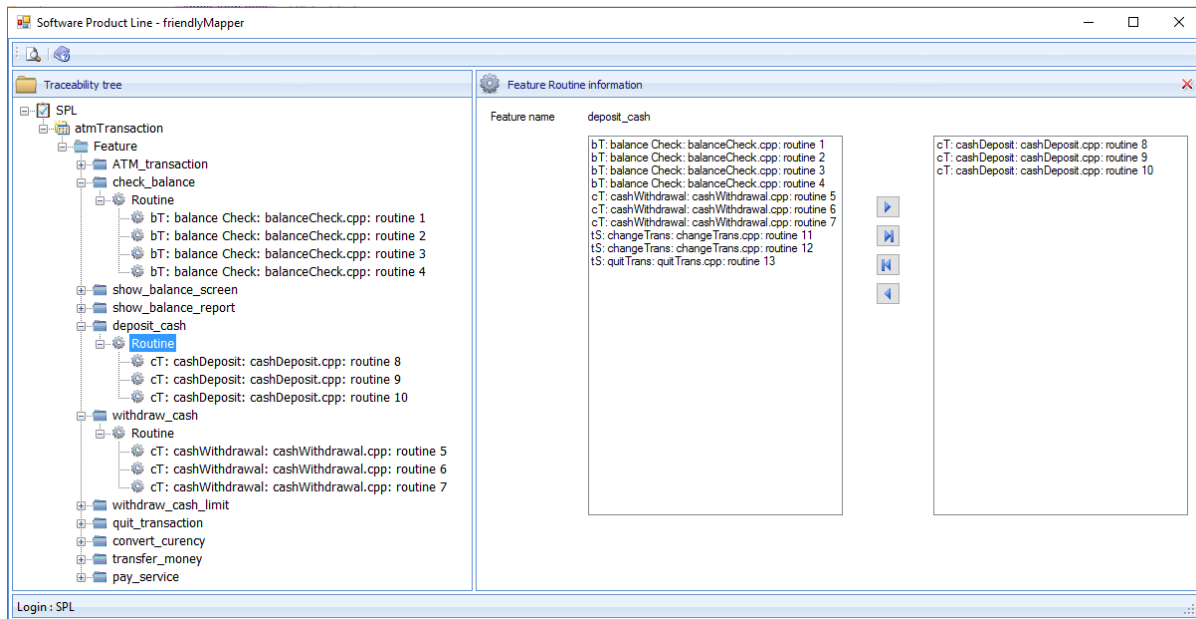 Software Product Line - friendlyMapper
Traceability tree
SPL
atmTransaction
Feature
ATM_transaction
check_balance
Routine
bT: balance Check: balanceCheck.cpp: routine 1
bT: balance Check: balanceCheck.cpp: routine 2
bT: balance Check: balanceCheck.cpp: routine 3
bT: balance Check: balanceCheck.cpp: routine 4
show_balance_screen
show_balance_report
deposit_cash
Routine
cT: cashDeposit: cashDeposit.cpp: routine 8
cT: cashDeposit: cashDeposit.cpp: routine 9
cT: cashDeposit: cashDeposit.cpp: routine 10
withdraw_cash
Routine
cT: cashWithdrawal: cashWithdrawal.cpp: routine 5
cT: cashWithdrawal: cashWithdrawal.cpp: routine 6
cT: cashWithdrawal: cashWithdrawal.cpp: routine 7
withdraw_cash_limit
quit_transaction
convert_curency
transfer_money
pay_service
Feature Routine information
Feature name deposit_cash
bT: balance Check: balanceCheck.cpp: routine 1
bT: balance Check: balanceCheck.cpp: routine 2
bT: balance Check: balanceCheck.cpp: routine 3
bT: balance Check: balanceCheck.cpp: routine 4
cT: cashWithdrawal: cashWithdrawal.cpp: routine 5
cT: cashWithdrawal: cashWithdrawal.cpp: routine 6
cT: cashWithdrawal: cashWithdrawal.cpp: routine 7
tS: changeTrans: changeTrans.cpp: routine 11
tS: changeTrans: changeTrans.cpp: routine 12
tS: quitTrans: quitTrans.cpp: routine 13
cT: cashDeposit: cashDeposit.cpp: routine 8
cT: cashDeposit: cashDeposit.cpp: routine 9
cT: cashDeposit: cashDeposit.cpp: routine 10
Login : SPL